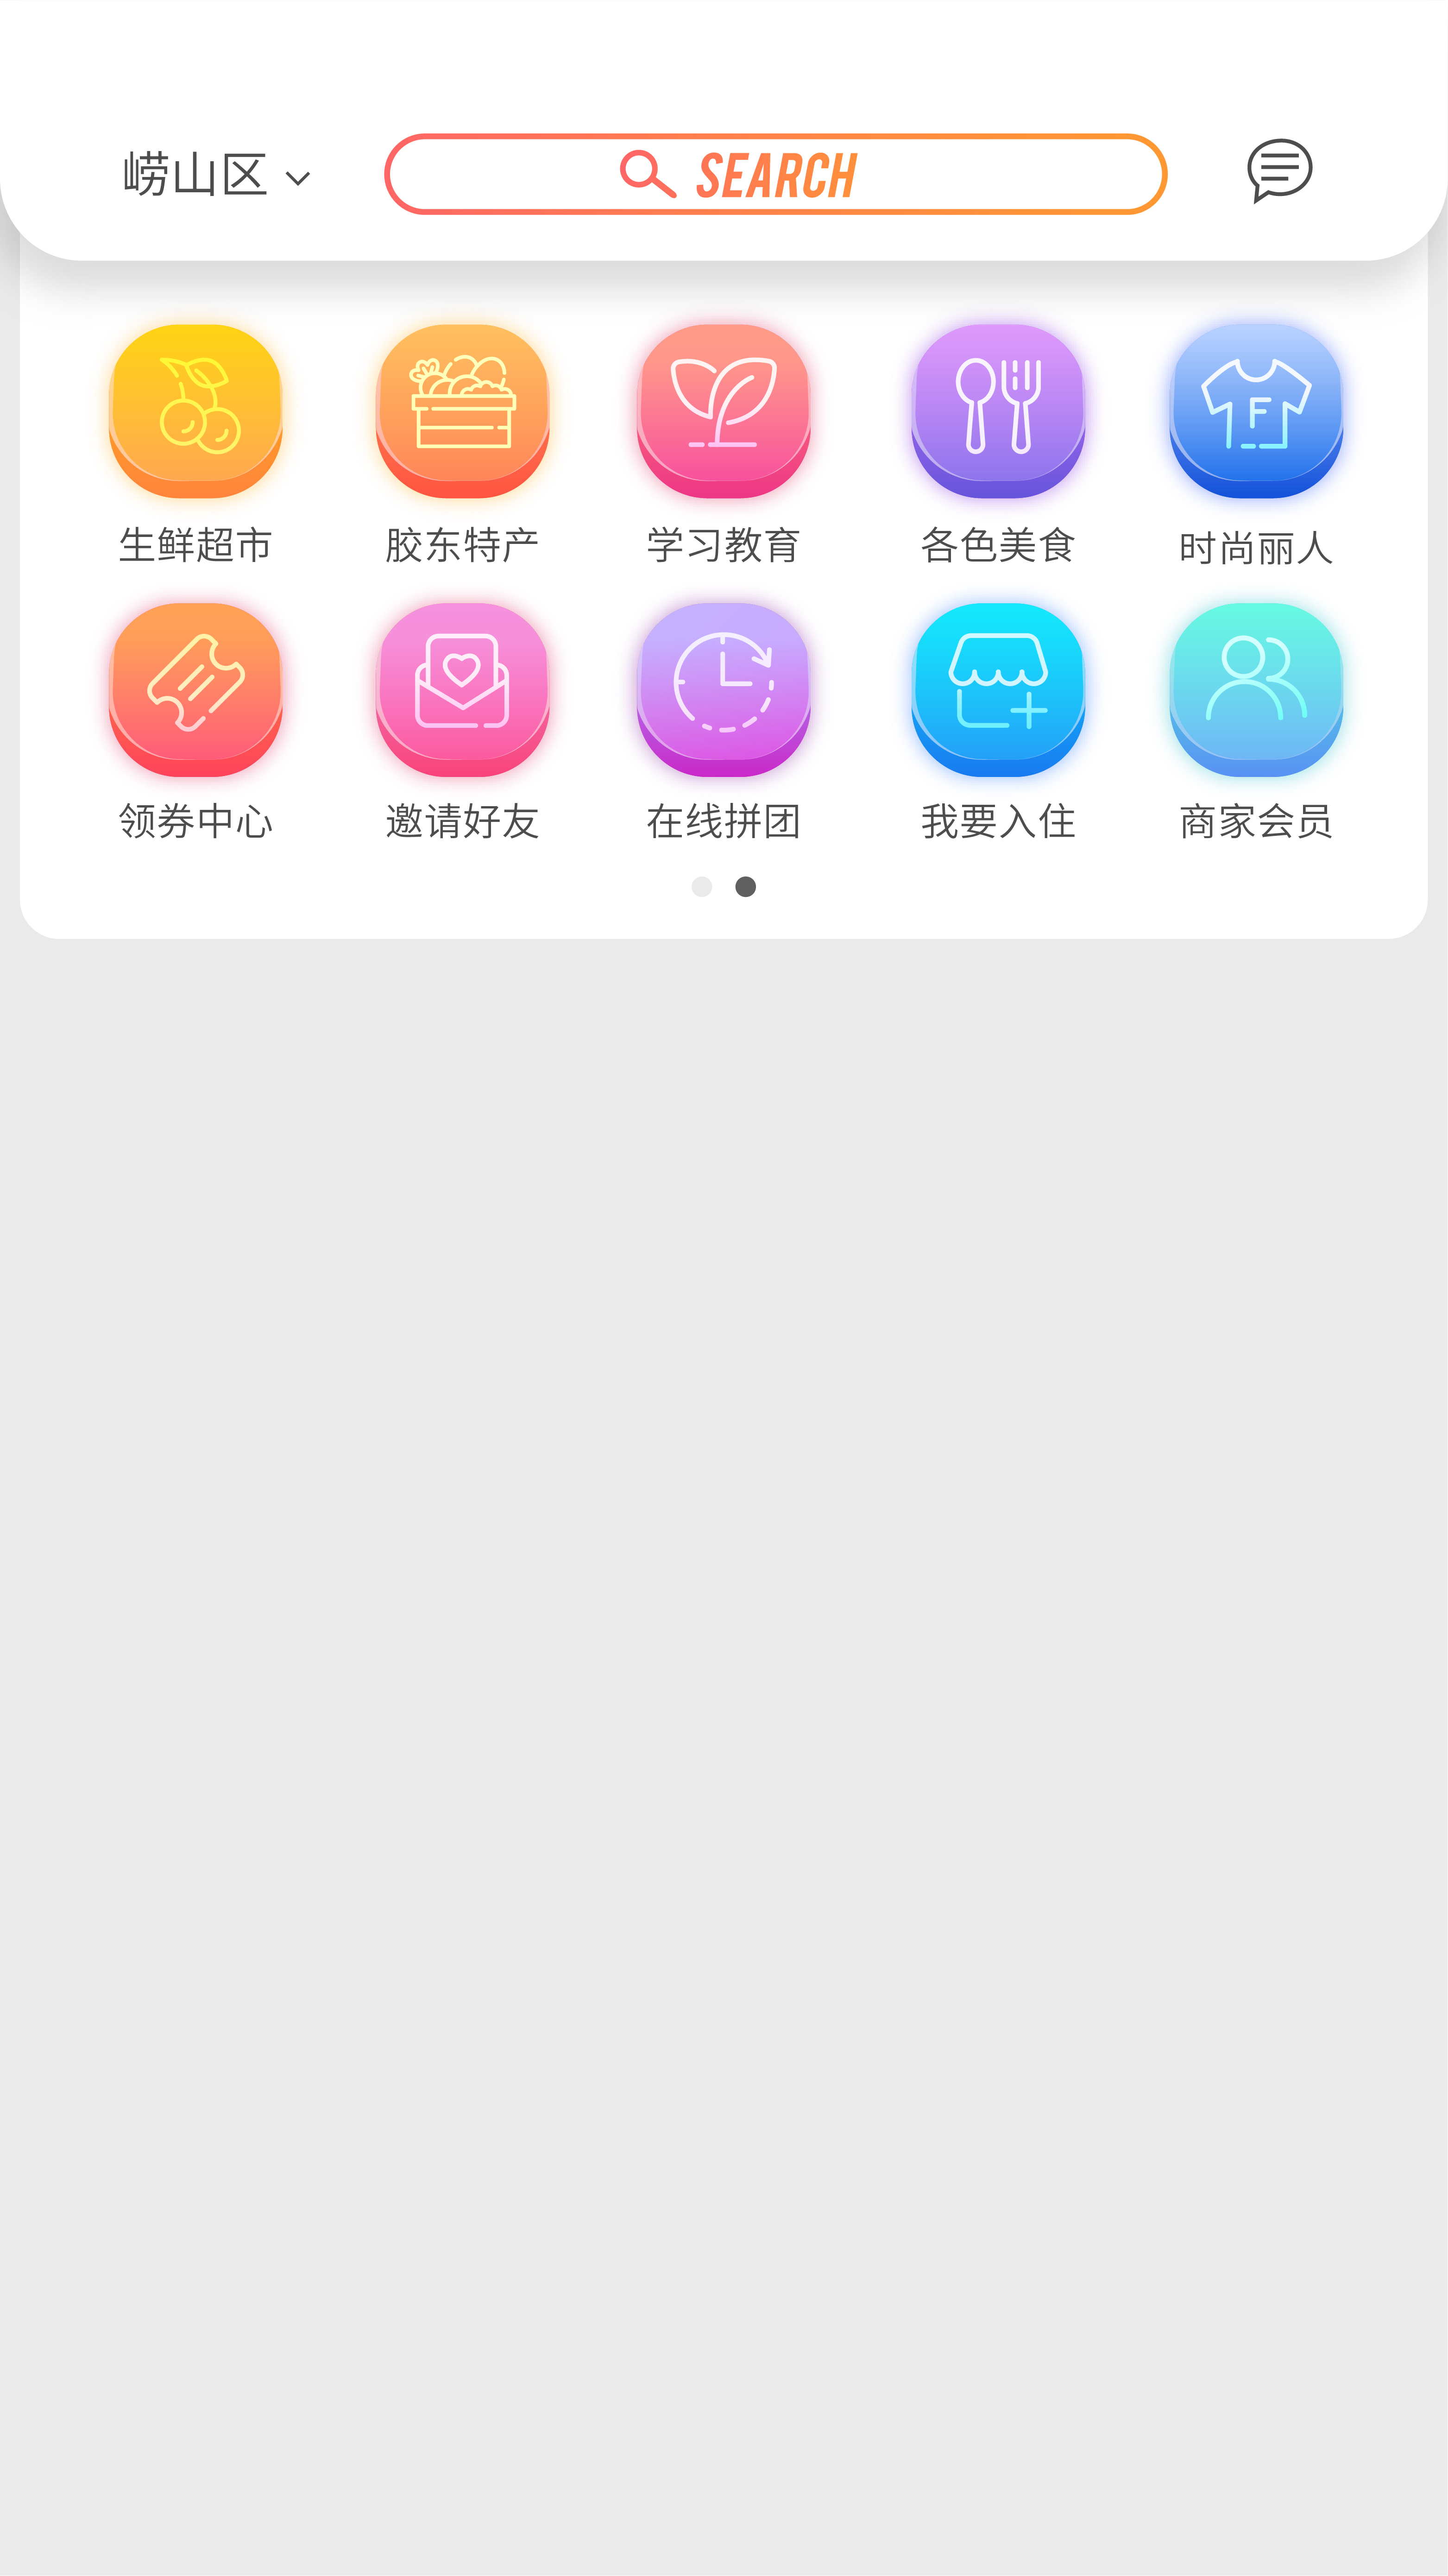 崂山区 SEARCH
生鲜超市 胶东特产 学习教育 各色美食 时尚丽人
F
领券中心 邀请好友 在线拼团 我要入住 商家会员